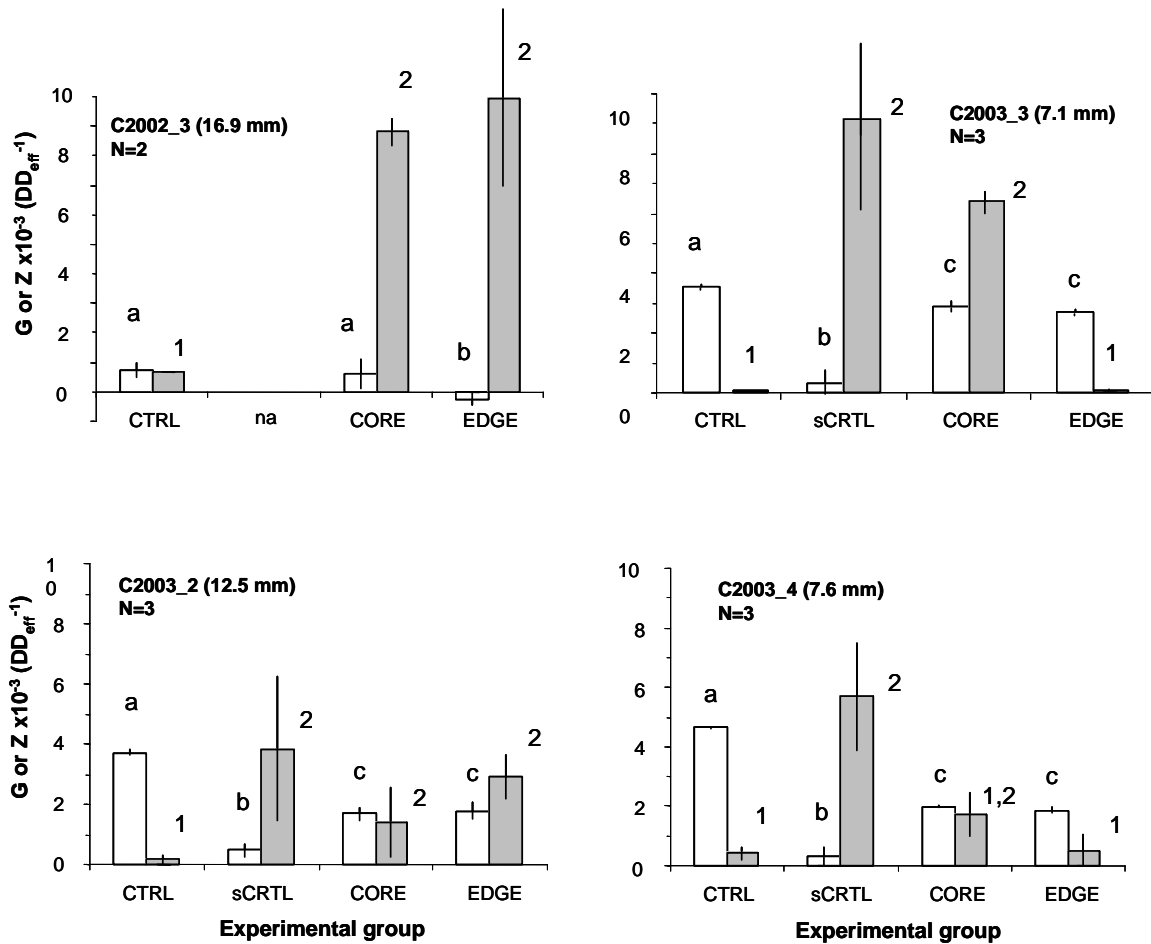 C2002_3 (16.9 mm)
N=2
G or Z x10-3 (DDeff-1)
10
8
6
4
2
0
a
1
a
2
b
2
CTRL
na
CORE
EDGE
C2003_3 (7.1 mm)
N=3
10
8
6
4
2
0
a
1
b
2
c
2
c
1
CTRL
sCRTL
CORE
EDGE
C2003_2 (12.5 mm)
N=3
G or Z x10-3 (DDeff-1)
1
0
8
6
4
2
0
a
1
b
2
c
2
c
2
CTRL
sCRTL
CORE
EDGE
Experimental group
C2003_4 (7.6 mm)
N=3
10
8
6
4
2
0
a
1
b
2
c
1,2
c
1
CTRL
sCRTL
CORE
EDGE
Experimental group